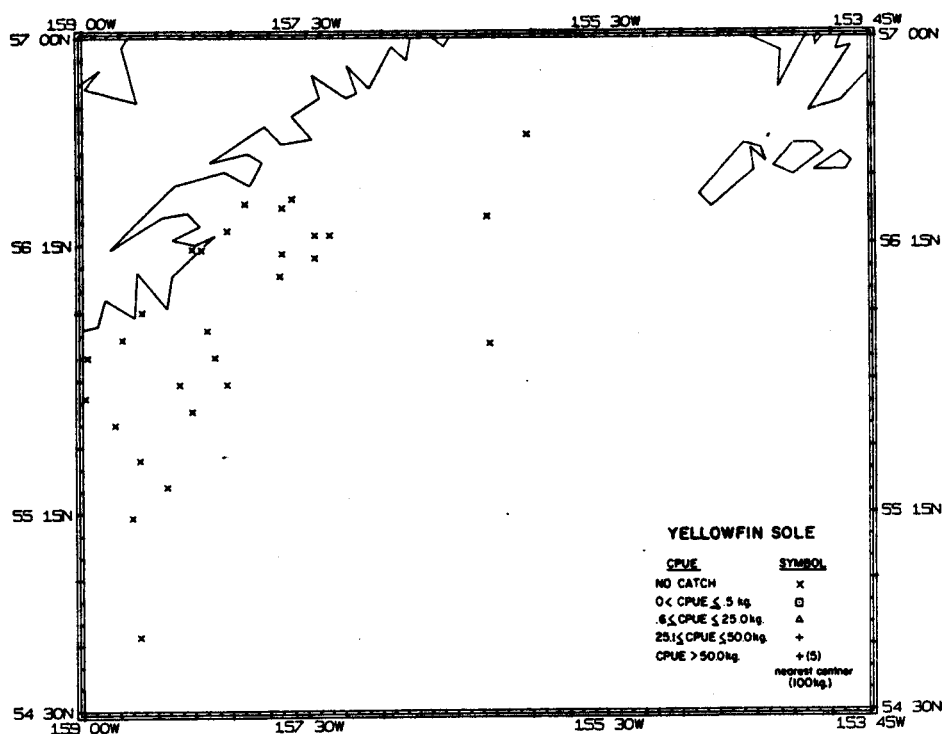 159 00W 157 30W 155 30W 153 45W
57 00N 57 00N
56 15N 56 15N
55 15N 55 15N
YELLOWFIN SOLE
CPUE SYMBOL
NO CATCH x
0 < CPUE ≤ .5 kg. □
.6 ≤ CPUE ≤ 25.0 kg. △
25.1 ≤ CPUE ≤ 50.0 kg. +
CPUE > 50.0 kg. + (5)
nearest centner
(100 kg.)
54 30N 54 30N
159 00W 157 30W 155 30W 153 45W